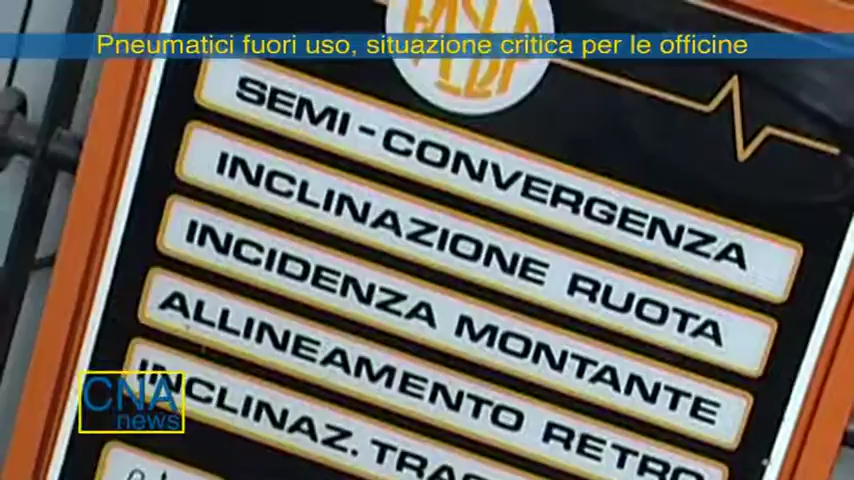 Pneumatici fuori uso, situazione critica per le officine
SEMI-CONVERGENZA
INCLINAZIONE RUOTA
INCIDENZA MONTANTE
ALLINEAMENTO RETRO
INCLINAZ.
CNA
news